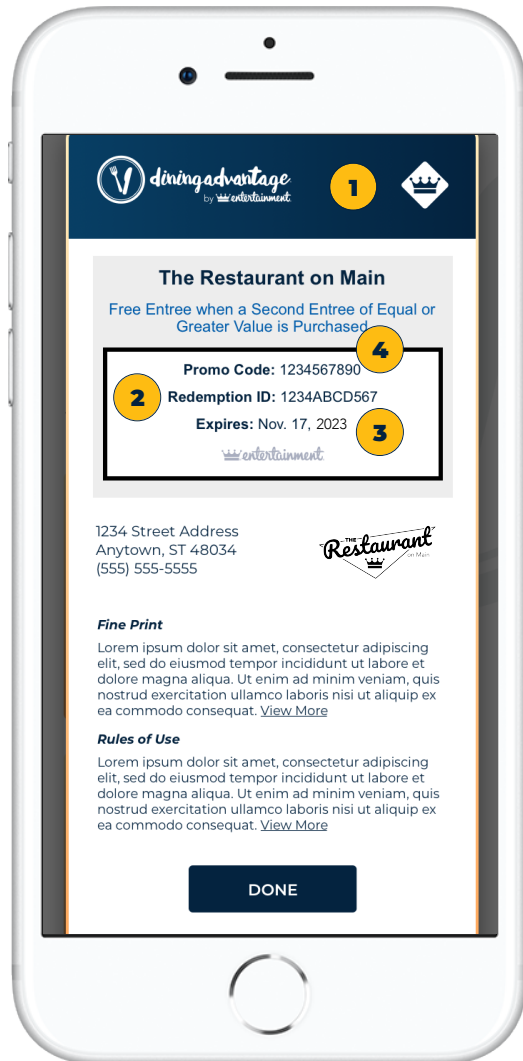 diningadvantage
by entertainment
1
The Restaurant on Main
Free Entree when a Second Entree of Equal or
Greater Value is Purchased
4
Promo Code: 1234567890
2
Redemption ID: 1234ABCD567
Expires: Nov. 17, 2023
3
entertainment
1234 Street Address
Anytown, ST 48034
(555) 555-5555
THE
Restaurant
on Main
Fine Print
Lorem ipsum dolor sit amet, consectetur adipiscing
elit, sed do eiusmod tempor incididunt ut labore et
dolore magna aliqua. Ut enim ad minim veniam, quis
nostrud exercitation ullamco laboris nisi ut aliquip ex
ea commodo consequat. View More
Rules of Use
Lorem ipsum dolor sit amet, consectetur adipiscing
elit, sed do eiusmod tempor incididunt ut labore et
dolore magna aliqua. Ut enim ad minim veniam, quis
nostrud exercitation ullamco laboris nisi ut aliquip ex
ea commodo consequat. View More
DONE